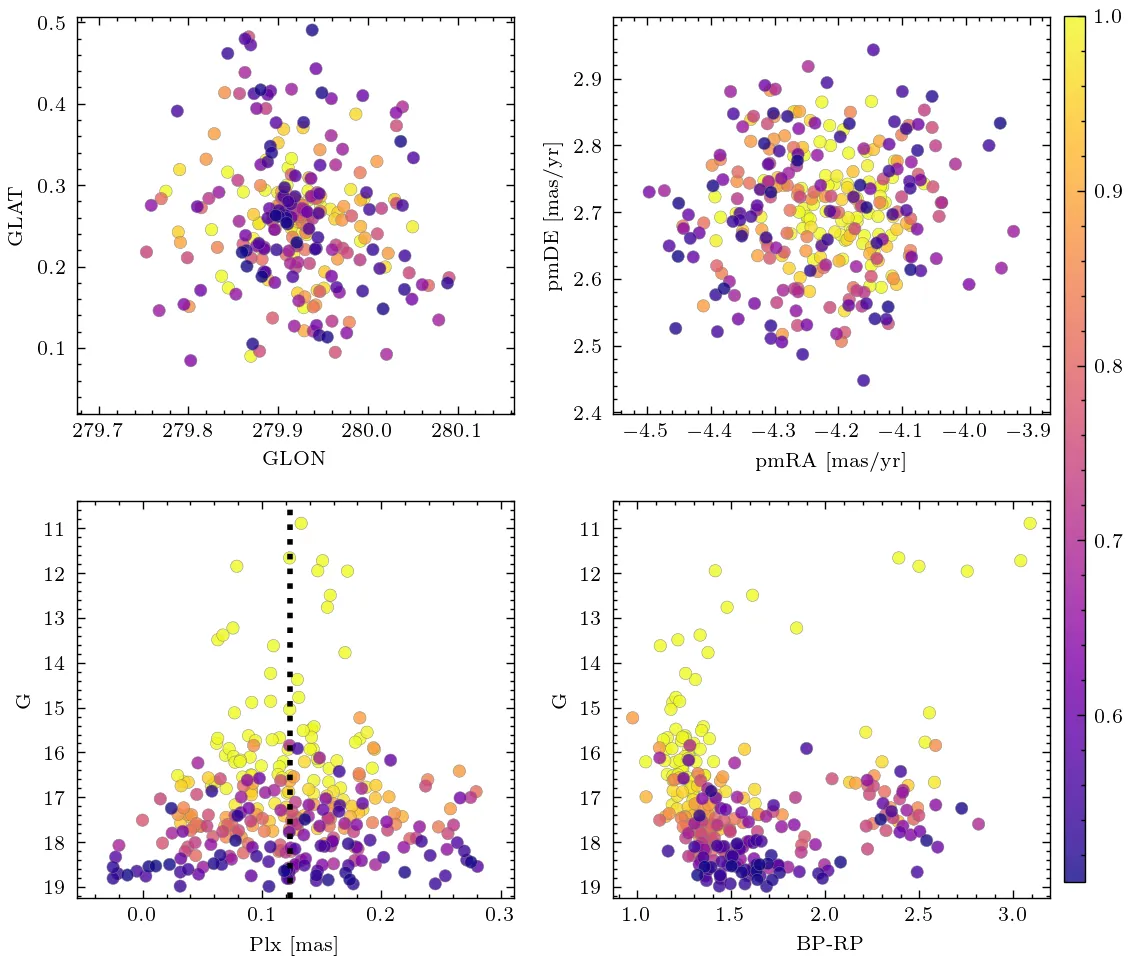 0.5
0.4
0.3
0.2
0.1
GLAT
279.7 279.8 279.9 280.0 280.1
GLON
2.9
2.8
2.7
2.6
2.5
2.4
pmDE [mas/yr]
−4.5 −4.4 −4.3 −4.2 −4.1 −4.0 −3.9
pmRA [mas/yr]
1.0
0.9
0.8
0.7
0.6
11
12
13
14
15
16
17
18
19
G
0.0 0.1 0.2 0.3
Plx [mas]
11
12
13
14
15
16
17
18
19
G
1.0 1.5 2.0 2.5 3.0
BP-RP